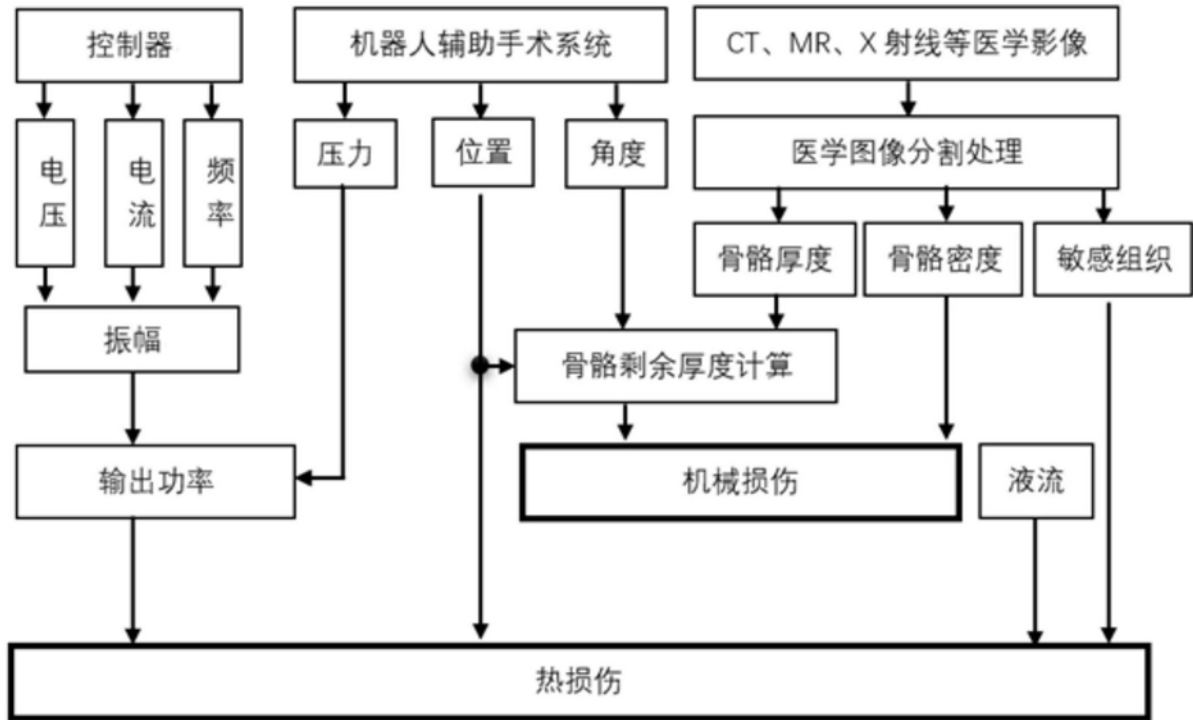 控制器
机器人辅助手术系统
CT、MR、X射线等医学影像
电压
电流
频率
压力
位置
角度
医学图像分割处理
骨骼厚度
骨骼密度
敏感组织
振幅
骨骼剩余厚度计算
输出功率
机械损伤
液流
热损伤